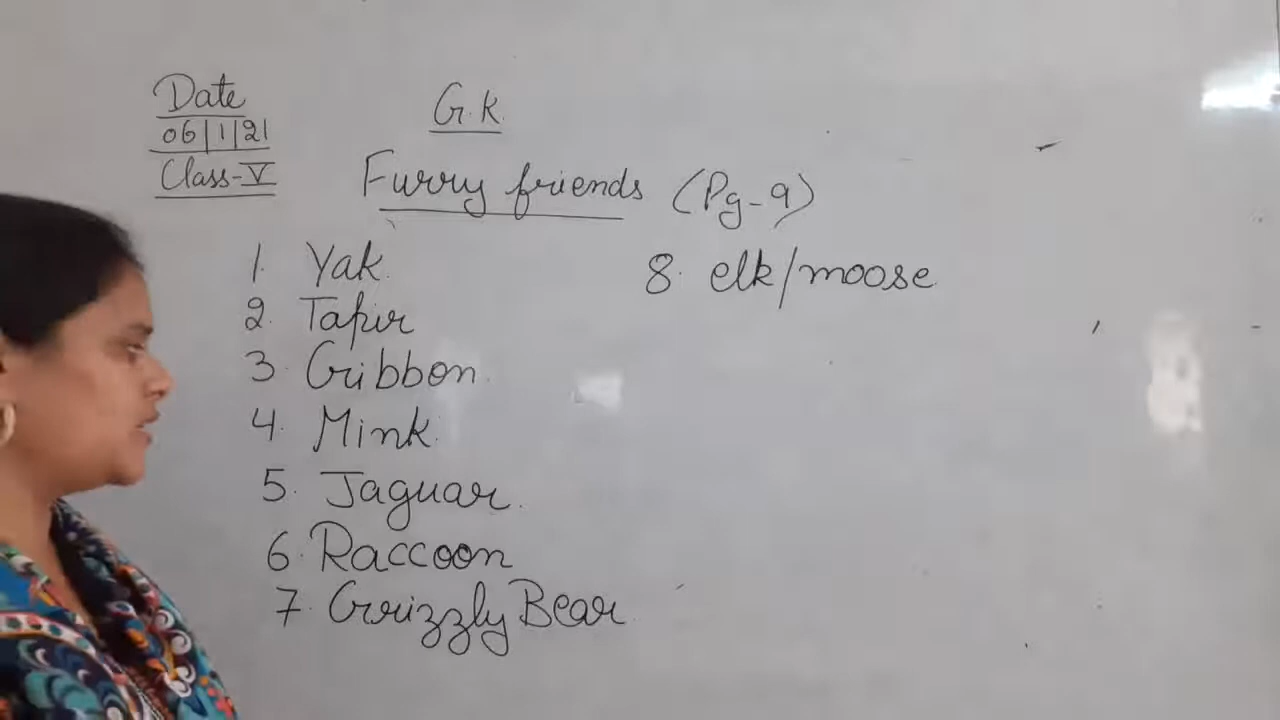 Date
06/1/21
Class-V
G.K.
Furry friends (Pg-9)
1. Yak
2. Tapir
3. Gibbon
4. Mink
5. Jaguar
6. Raccoon
7. Grizzly Bear
8. elk/moose